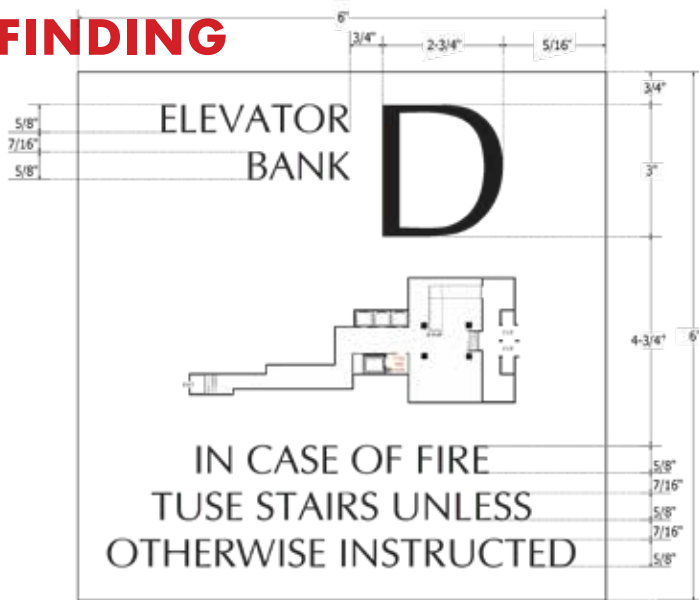 FINDING
6"
3/4" 2-3/4" 5/16"
3/4"
5/8"
7/16"
5/8"
ELEVATOR
BANK
D
3"
4-3/4"
6"
IN CASE OF FIRE
TUSE STAIRS UNLESS
OTHERWISE INSTRUCTED
5/8"
7/16"
5/8"
7/16"
5/8"